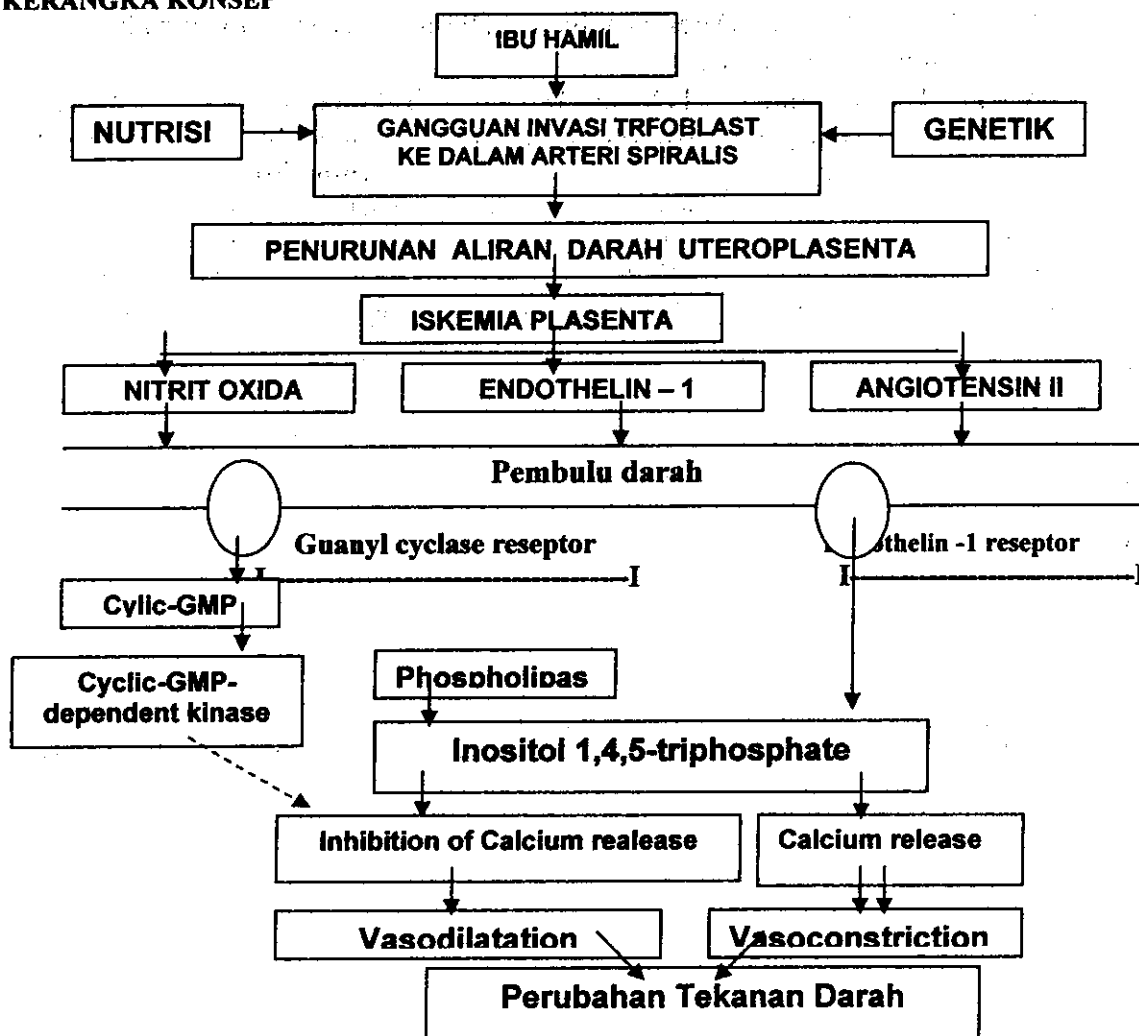 KERANGKA KONSEP
IBU HAMIL
NUTRISI
GANGGUAN INVASI TRFOBLAST
KE DALAM ARTERI SPIRALIS
GENETIK
PENURUNAN ALIRAN DARAH UTEROPLASENTA
ISKEMIA PLASENTA
NITRIT OXIDA
ENDOTHELIN – 1
ANGIOTENSIN II
Pembulu darah
Guanyl cyclase reseptor
-1 reseptor
Cylic-GMP
Cyclic-GMP-
dependent kinase
Phospholipas
Inositol 1,4,5-triphosphate
Inhibition of Calcium realease
Calcium release
Vasodilatation
Vasoconstriction
Perubahan Tekanan Darah